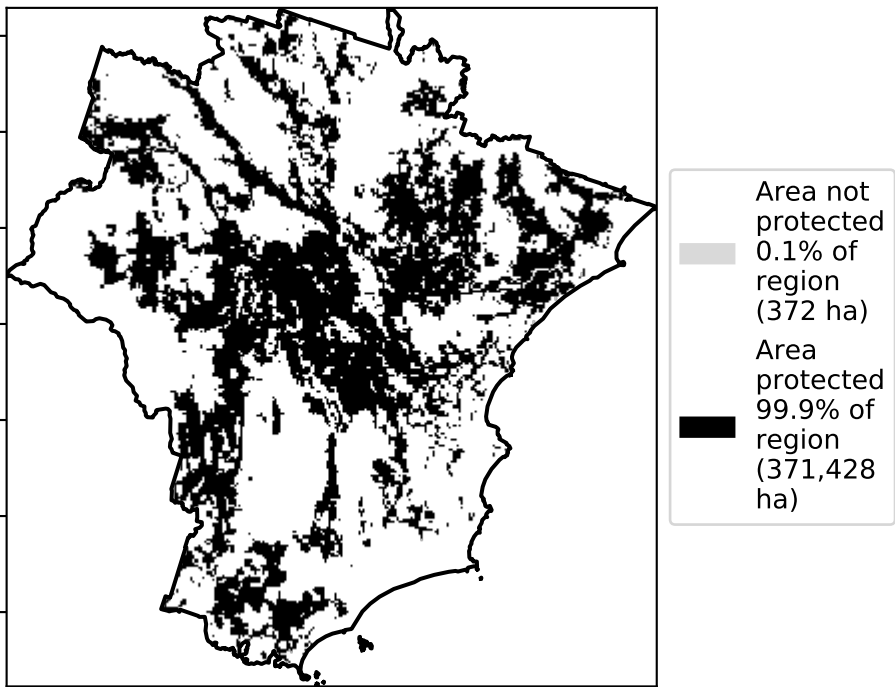 Area not
protected
0.1% of
region
(372 ha)
Area
protected
99.9% of
region
(371,428
ha)